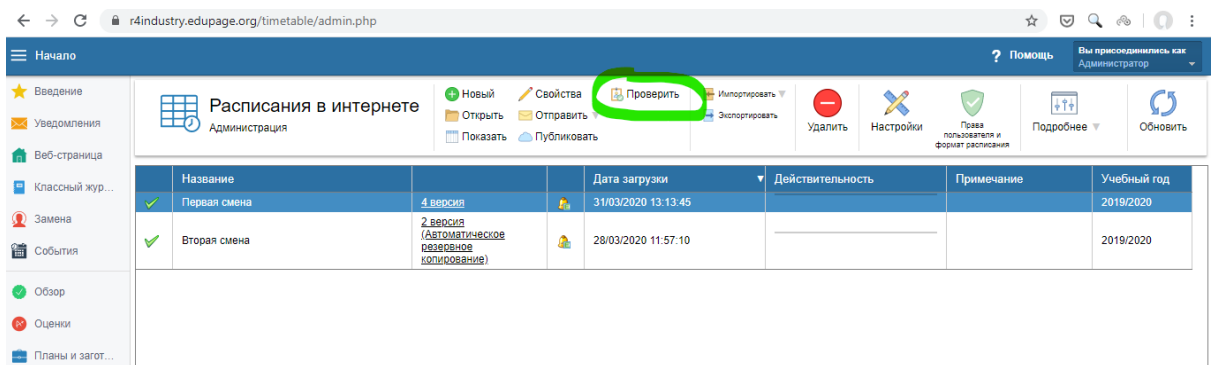 r4industry.edupage.org/timetable/admin.php
Начало
? Помощь
Вы присоединились как
Администратор
Введение
Уведомления
Веб-страница
Классный жур...
Замена
События
Обзор
Оценки
Планы и загот...
Расписания в интернете
Администрация
Новый
Свойства
Проверить
Импортировать
Открыть
Отправить
Экспортировать
Показать
Публиковать
Удалить
Настройки
Права
пользователя и
формат расписания
Подробнее
Обновить
Название
Дата загрузки
Действительность
Примечание
Учебный год
Первая смена
4 версия
31/03/2020 13:13:45
2019/2020
Вторая смена
2 версия
(Автоматическое
резервное
копирование)
28/03/2020 11:57:10
2019/2020